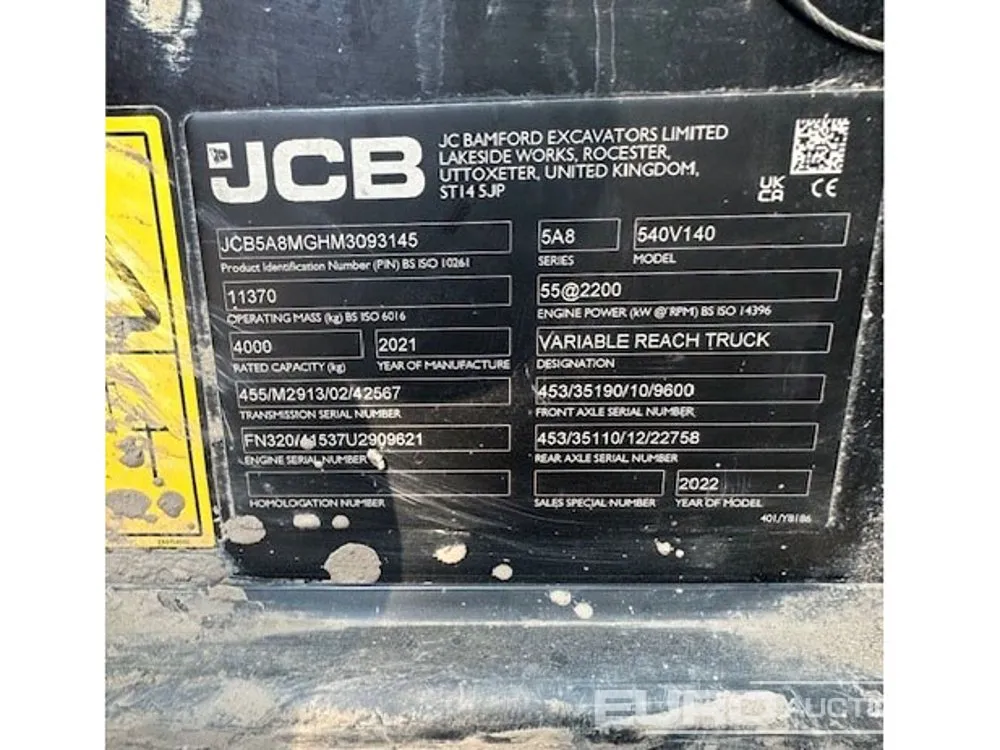 JCB
JC BAMFORD EXCAVATORS LIMITED
LAKESIDE WORKS, ROCESTER,
UTTOXETER, UNITED KINGDOM,
ST14 5JP
UK
CA CE
JCB5A8MGHM3093145
Product Identification Number (PIN) BS ISO 10261
5A8
SERIES
540V140
MODEL
11370
OPERATING MASS (kg) BS ISO 6016
55@2200
ENGINE POWER (kW @ RPM) BS ISO 14396
4000
RATED CAPACITY (kg)
2021
YEAR OF MANUFACTURE
VARIABLE REACH TRUCK
DESIGNATION
455/M2913/02/42567
TRANSMISSION SERIAL NUMBER
453/35190/10/9600
FRONT AXLE SERIAL NUMBER
FN320/41537U2909621
ENGINE SERIAL NUMBER
453/35110/12/22758
REAR AXLE SERIAL NUMBER
HOMOLOGATION NUMBER
SALES SPECIAL NUMBER
2022
YEAR OF MODEL
401/Y8186
EURO AUCTI